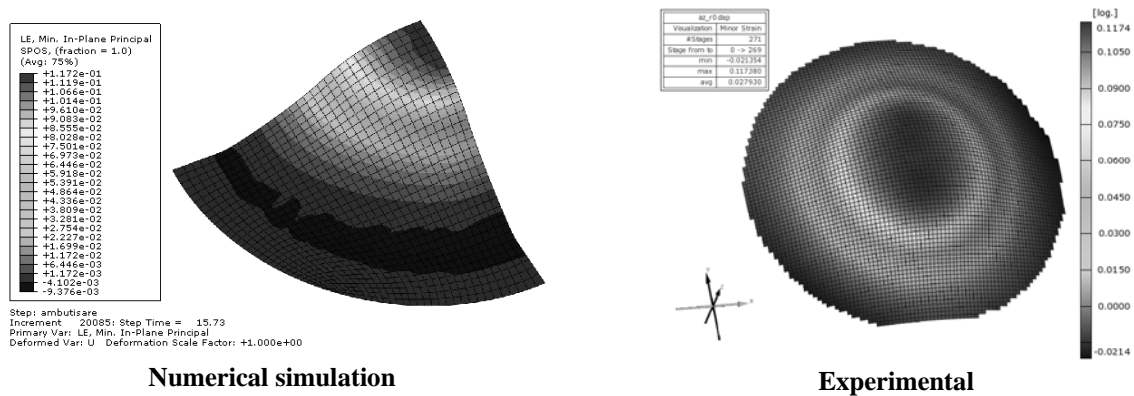 LE, Min. In-Plane Principal
SPOS, (fraction = 1.0)
(Avg: 75%)
+1.172e-01
+1.119e-01
+1.066e-01
+1.014e-01
+9.610e-02
+9.083e-02
+8.555e-02
+8.028e-02
+7.501e-02
+6.973e-02
+6.446e-02
+5.918e-02
+5.391e-02
+4.864e-02
+4.336e-02
+3.809e-02
+3.281e-02
+2.754e-02
+2.227e-02
+1.699e-02
+1.172e-02
+6.446e-03
+1.172e-03
-4.102e-03
-9.376e-03
Step: ambutisare
Increment 20085: Step Time = 15.73
Primary Var: LE, Min. In-Plane Principal
Deformed Var: U Deformation Scale Factor: +1.000e+00
Numerical simulation
az_r0dep
Visualization Minor Strain
#Stages 271
Stage from to 0 -> 269
min -0.021354
max 0.117380
avg 0.027930
[log.]
0.1174
0.1050
0.0900
0.0750
0.0600
0.0450
0.0300
0.0150
0.0000
-0.0214
Experimental